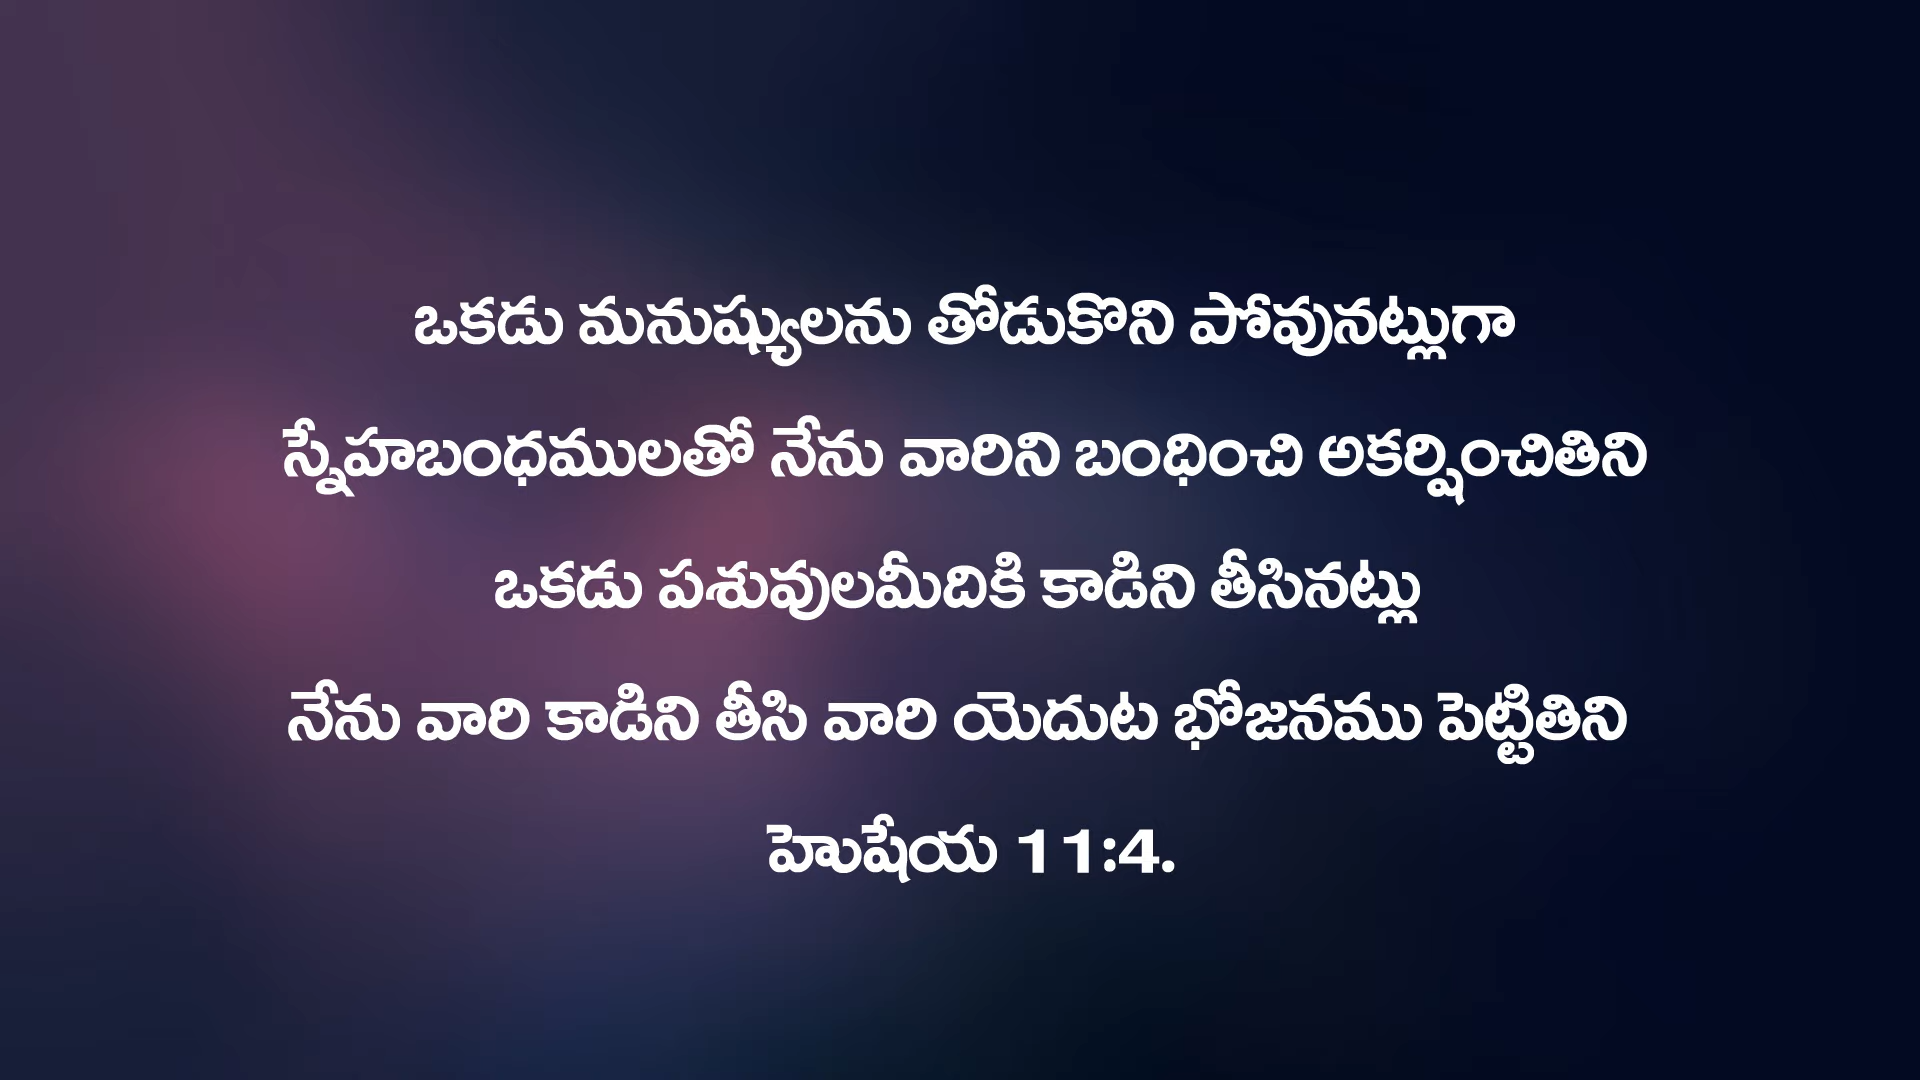 ఒకడు మనుష్యులను తోడుకొని పోవునట్లుగా
స్నేహబంధములతో నేను వారిని బంధించి అకర్షించితిని
ఒకడు పశువులమీదికి కాడిని తీసినట్లు
నేను వారి కాడిని తీసి వారి యెదుట భోజనము పెట్టితిని
హెుషేయ 11:4.